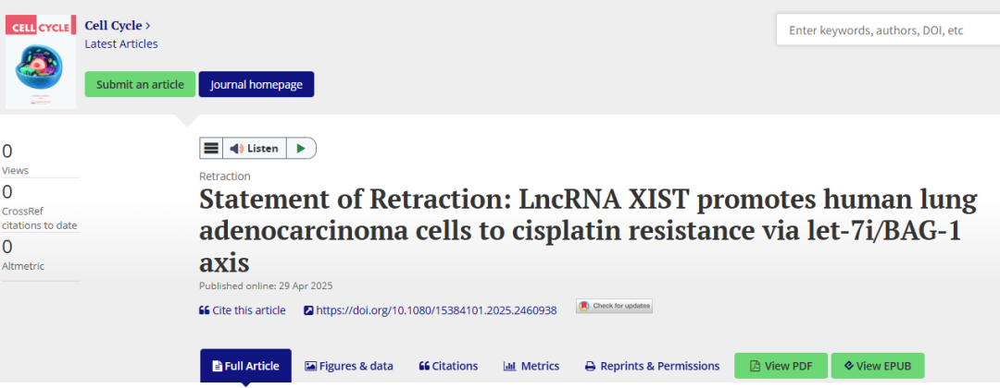 CELL CYCLE
Cell Cycle >
Latest Articles
Enter keywords, authors, DOI, etc
Submit an article
Journal homepage
0
Views
0
CrossRef
citations to date
0
Altmetric
Listen
Retraction
Statement of Retraction: LncRNA XIST promotes human lung
adenocarcinoma cells to cisplatin resistance via let-7i/BAG-1
axis
Published online: 29 Apr 2025
Cite this article
https://doi.org/10.1080/15384101.2025.2460938
Check for updates
Full Article
Figures & data
Citations
Metrics
Reprints & Permissions
View PDF
View EPUB